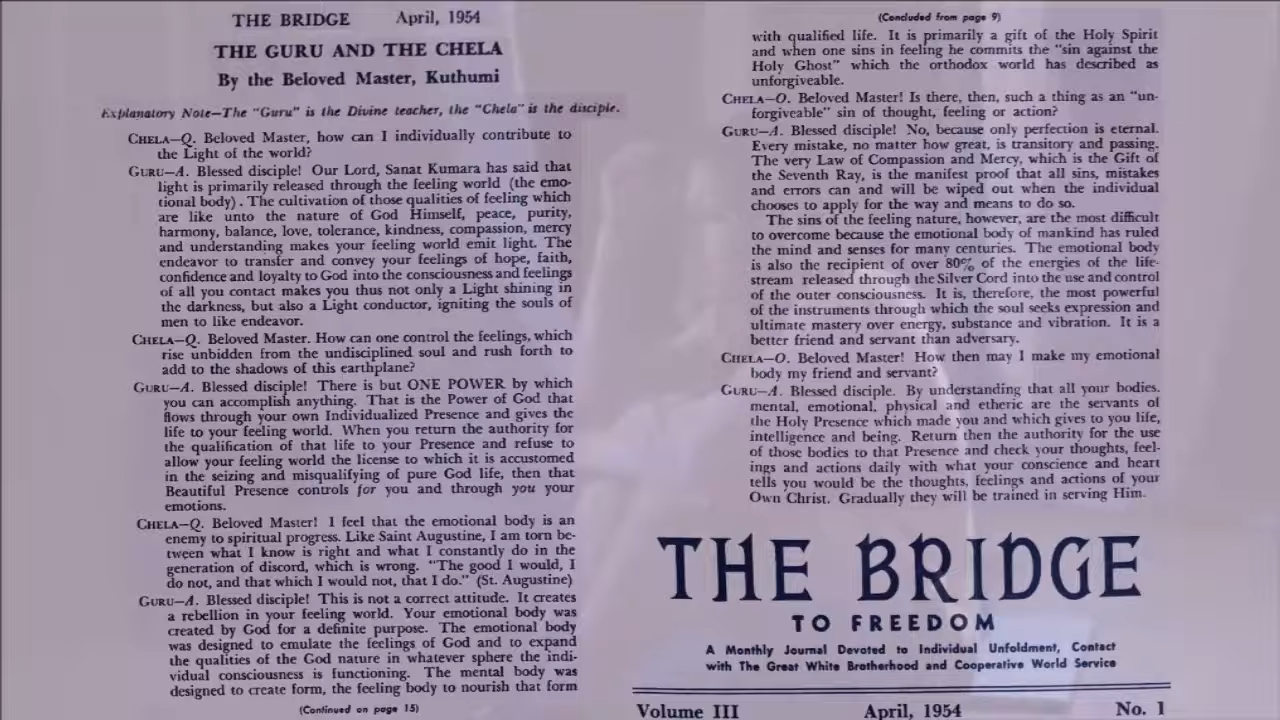 THE BRIDGE April, 1954
THE GURU AND THE CHELA
By the Beloved Master, Kuthumi
Explanatory Note—The "Guru" is the Divine teacher, the "Chela" is the disciple.
CHELA—Q. Beloved Master, how can I individually contribute to
the Light of the world?
GURU—A. Blessed disciple! Our Lord, Sanat Kumara has said that
light is primarily released through the feeling world (the emo-
tional body). The cultivation of those qualities of feeling which
are like unto the nature of God Himself, peace, purity,
harmony, balance, love, tolerance, kindness, compassion, mercy
and understanding makes your feeling world emit light. The
endeavor to transfer and convey your feelings of hope, faith,
confidence and loyalty to God into the consciousness and feelings
of all you contact makes you thus not only a Light shining in
the darkness, but also a Light conductor, igniting the souls of
men to like endeavor.
CHELA—Q. Beloved Master. How can one control the feelings, which
rise unbidden from the undisciplined soul and rush forth to
add to the shadows of this earthplane?
GURU—A. Blessed disciple! There is but ONE POWER by which
you can accomplish anything. That is the Power of God that
flows through your own Individualized Presence and gives the
life to your feeling world. When you return the authority for
the qualification of that life to your Presence and refuse to
allow your feeling world the license to which it is accustomed
in the seizing and misqualifying of pure God life, then that
Beautiful Presence controls for you and through you your
emotions.
CHELA—Q. Beloved Master! I feel that the emotional body is an
enemy to spiritual progress. Like Saint Augustine, I am torn be-
tween what I know is right and what I constantly do in the
generation of discord, which is wrong. "The good I would, I
do not, and that which I would not, that I do." (St. Augustine)
GURU—A. Blessed disciple! This is not a correct attitude. It creates
a rebellion in your feeling world. Your emotional body was
created by God for a definite purpose. The emotional body
was designed to emulate the feelings of God and to expand
the qualities of the God nature in whatever sphere the indi-
vidual consciousness is functioning. The mental body was
designed to create form, the feeling body to nourish that form
(Continued on page 15)
(Concluded from page 9)
with qualified life. It is primarily a gift of the Holy Spirit
and when one sins in feeling he commits the "sin against the
Holy Ghost" which the orthodox world has described as
unforgiveable.
CHELA—Q. Beloved Master! Is there, then, such a thing as an "un-
forgiveable" sin of thought, feeling or action?
GURU—A. Blessed disciple! No, because only perfection is eternal.
Every mistake, no matter how great, is transitory and passing.
The very Law of Compassion and Mercy, which is the Gift of
the Seventh Ray, is the manifest proof that all sins, mistakes
and errors can and will be wiped out when the individual
chooses to apply for the way and means to do so.
The sins of the feeling nature, however, are the most difficult
to overcome because the emotional body of mankind has ruled
the mind and senses for many centuries. The emotional body
is also the recipient of over 80% of the energies of the life-
stream released through the Silver Cord into the use and control
of the outer consciousness. It is, therefore, the most powerful
of the instruments through which the soul seeks expression and
ultimate mastery over energy, substance and vibration. It is a
better friend and servant than adversary.
CHELA—Q. Beloved Master! How then may I make my emotional
body my friend and servant?
GURU—A. Blessed disciple. By understanding that all your bodies.
mental, emotional, physical and etheric are the servants of
the Holy Presence which made you and which gives to you life,
intelligence and being. Return then the authority for the use
of those bodies to that Presence and check your thoughts, feel-
ings and actions daily with what your conscience and heart
tells you would be the thoughts, feelings and actions of your
Own Christ. Gradually they will be trained in serving Him.
THE BRIDGE
TO FREEDOM
A Monthly Journal Devoted to Individual Unfoldment, Contact
with The Great White Brotherhood and Cooperative World Service
Volume III April, 1954 No. 1